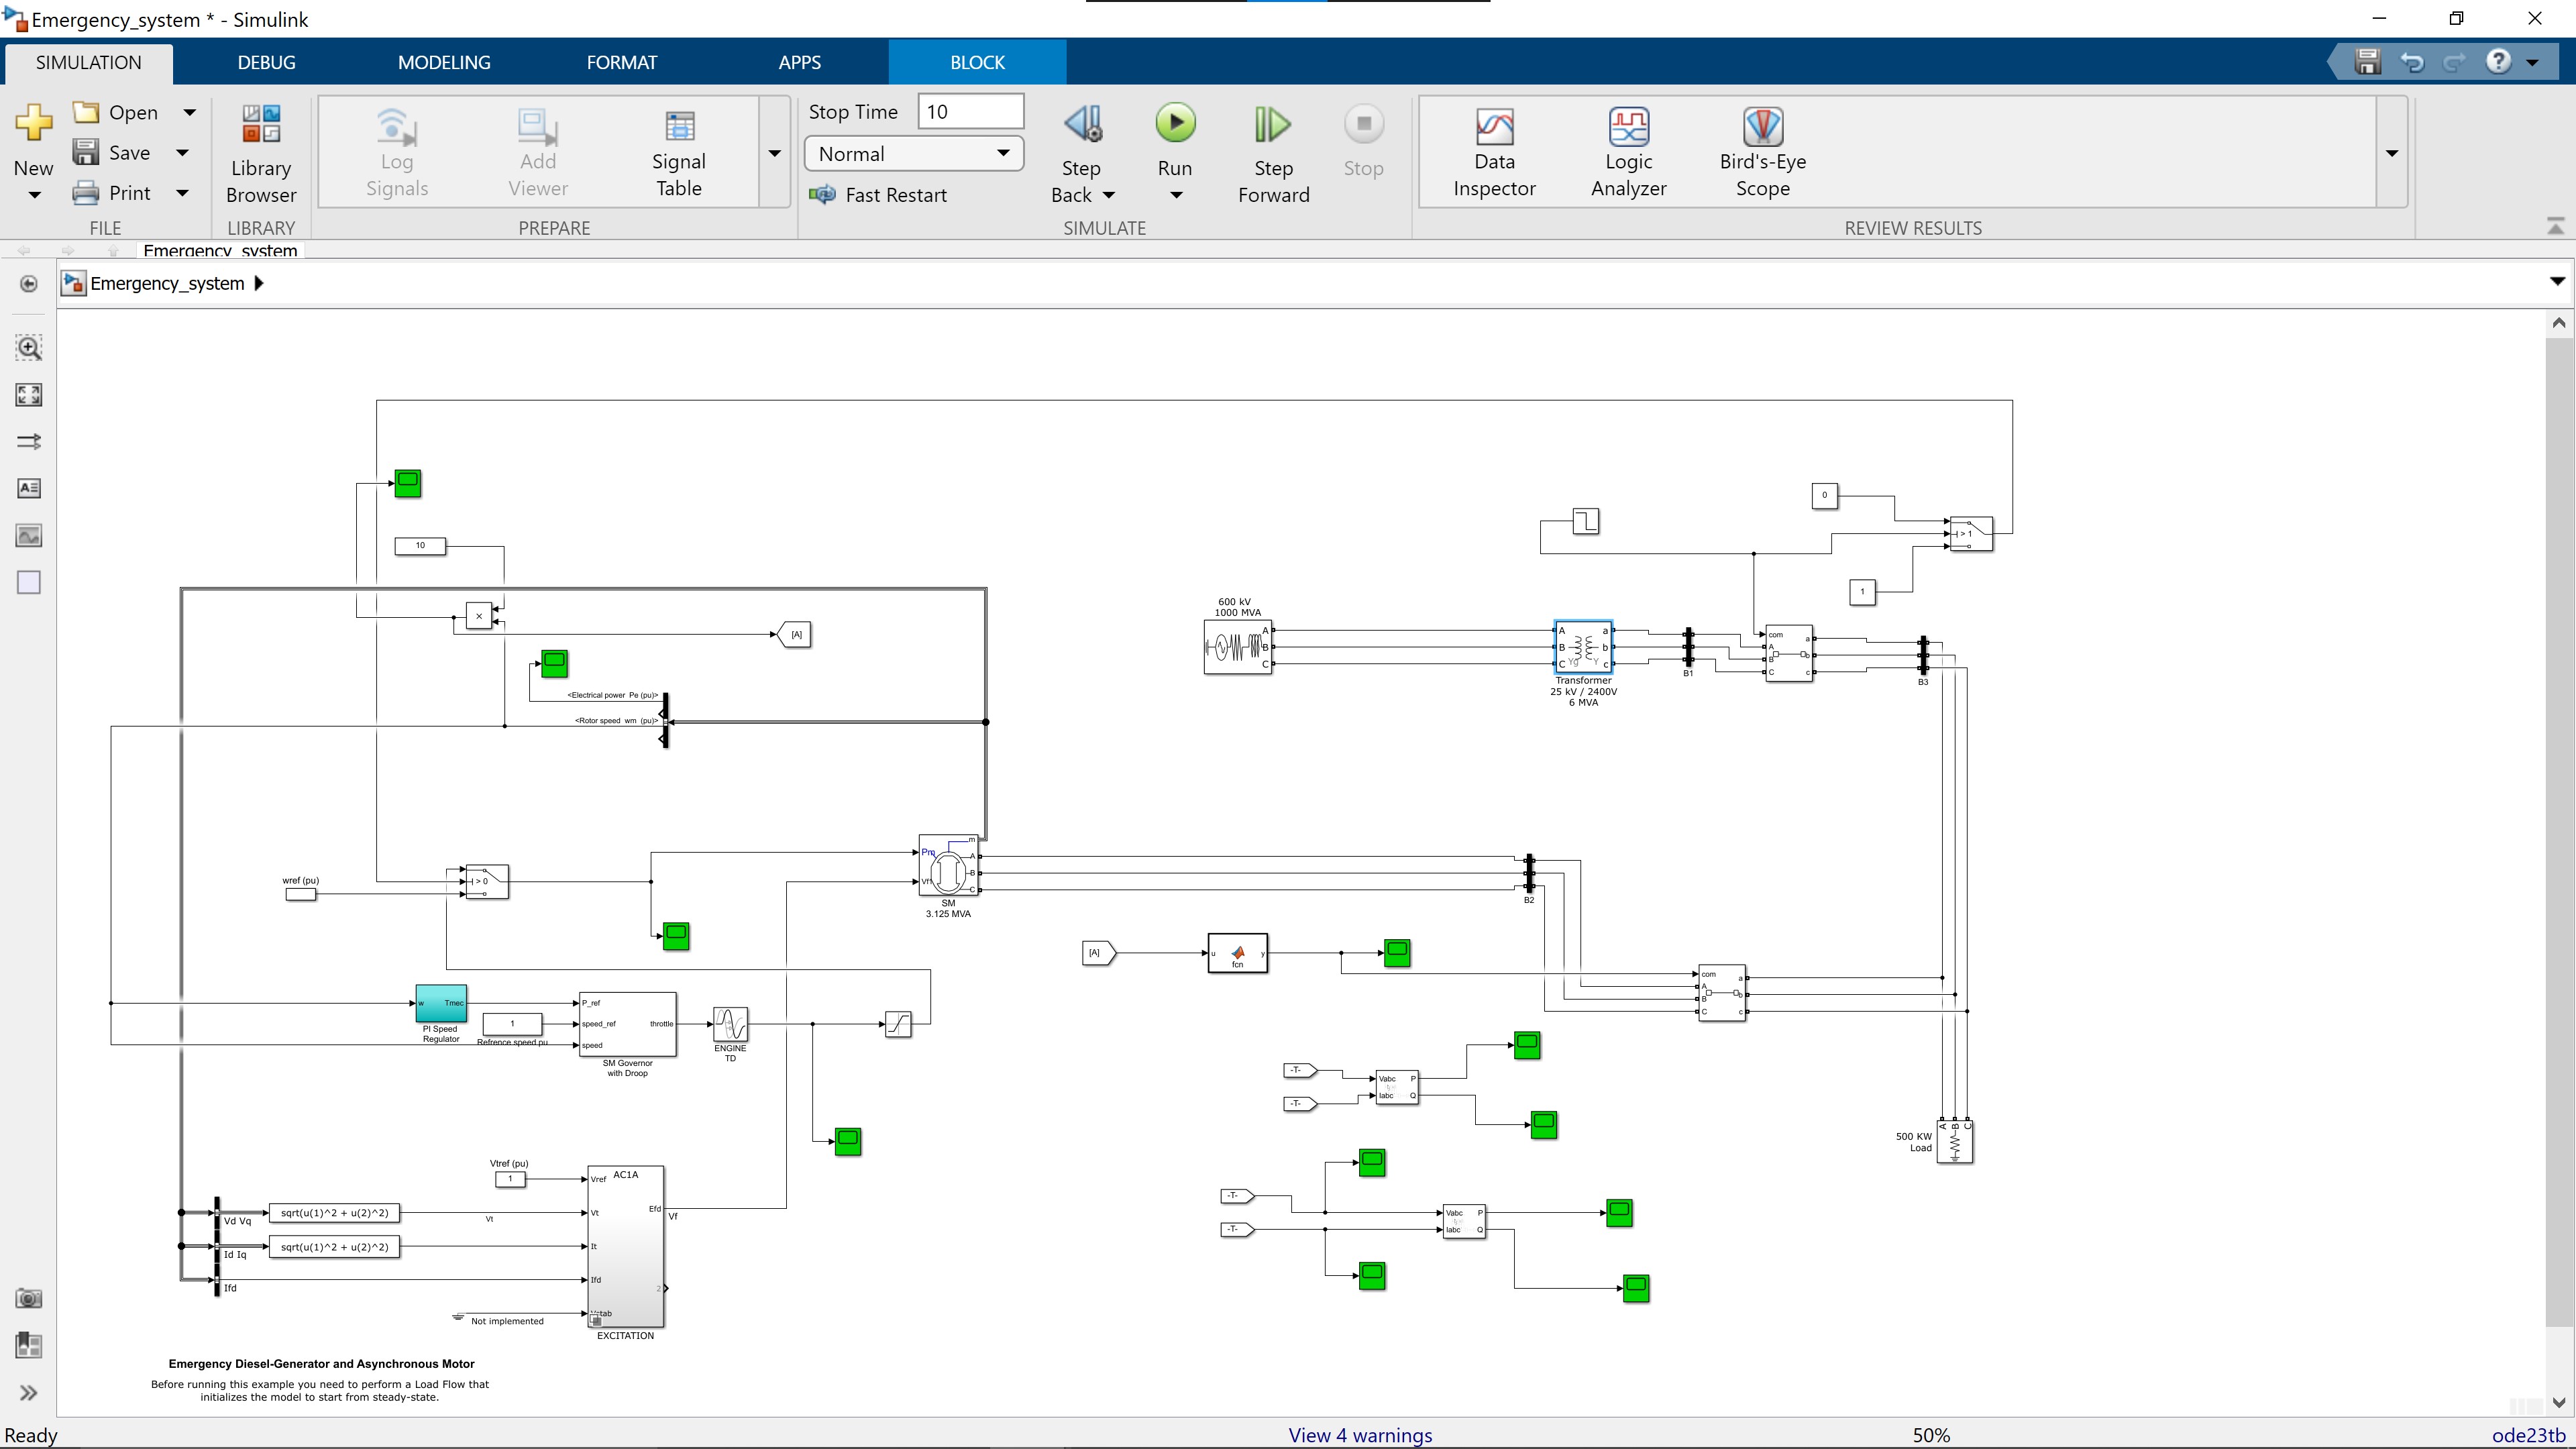 Emergency_system * - Simulink
SIMULATION
DEBUG
MODELING
FORMAT
APPS
BLOCK
New
Open
Save
Print
FILE
Library
Browser
LIBRARY
Log
Signals
Add
Viewer
Signal
Table
PREPARE
Stop Time
10
Normal
Fast Restart
Step
Back
Run
Step
Forward
Stop
SIMULATE
Data
Inspector
Logic
Analyzer
Bird's-Eye
Scope
REVIEW RESULTS
Emergency_system
Emergency_system
10
×
[A]
<Electrical power Pe (pu)>
<Rotor speed wm (pu)>
0
> 1
1
600 kV
1000 MVA
A
B
C
A
B
C
a
b
c
Yg
Y
Transformer
25 kV / 2400V
6 MVA
B1
com
A
B
C
a
b
c
B3
wref (pu)
> 0
Pm
m
A
B
C
SM
3.125 MVA
B2
[A]
u
y
fcn
com
A
B
C
a
b
c
w
Tmec
PI Speed
Regulator
1
Refrence speed pu
P_ref
speed_ref
speed
throttle
SM Governor
with Droop
ENGINE
TD
-T-
-T-
Vabc
Iabc
P
Q
-T-
-T-
Vabc
Iabc
P
Q
A
B
C
500 KW
Load
Vtref (pu)
1
AC1A
Vref
Vt
It
Ifd
Efd
Vf
2
EXCITATION
Vd Vq
sqrt(u(1)^2 + u(2)^2)
Vt
Id Iq
sqrt(u(1)^2 + u(2)^2)
Ifd
Not implemented
Emergency Diesel-Generator and Asynchronous Motor
Before running this example you need to perform a Load Flow that
initializes the model to start from steady-state.
Ready
View 4 warnings
50%
ode23tb